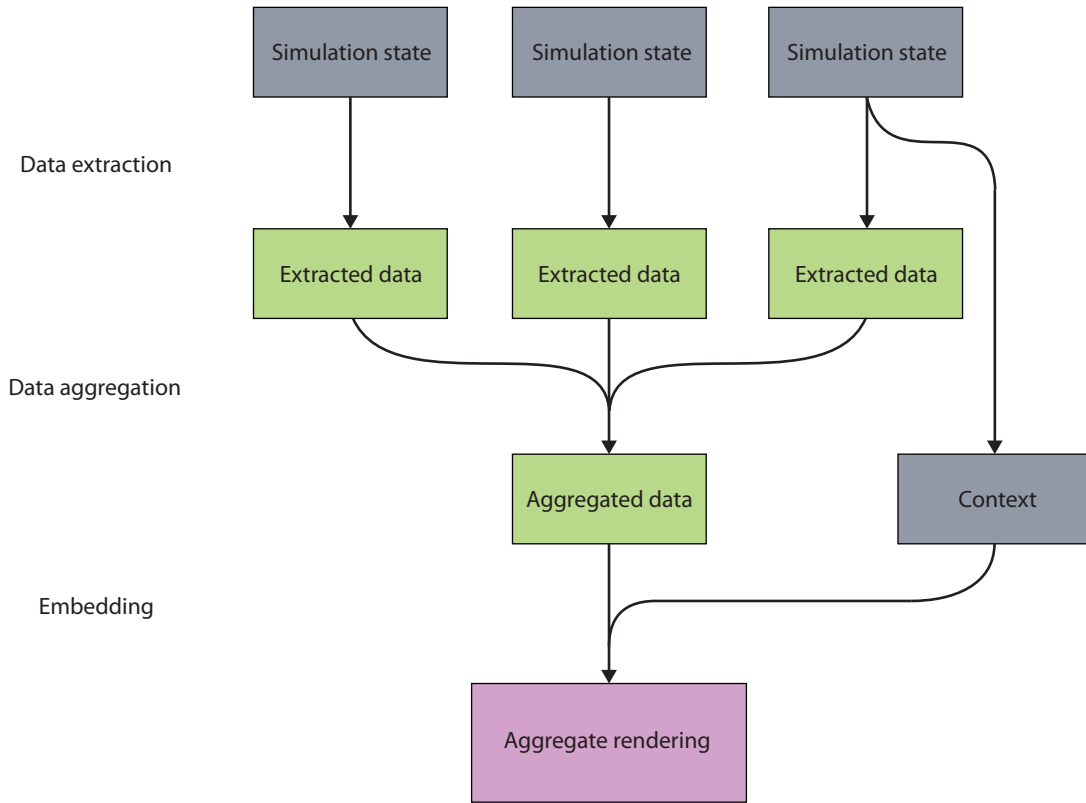 Simulation state
Simulation state
Simulation state
Data extraction
Extracted data
Extracted data
Extracted data
Data aggregation
Aggregated data
Context
Embedding
Aggregate rendering